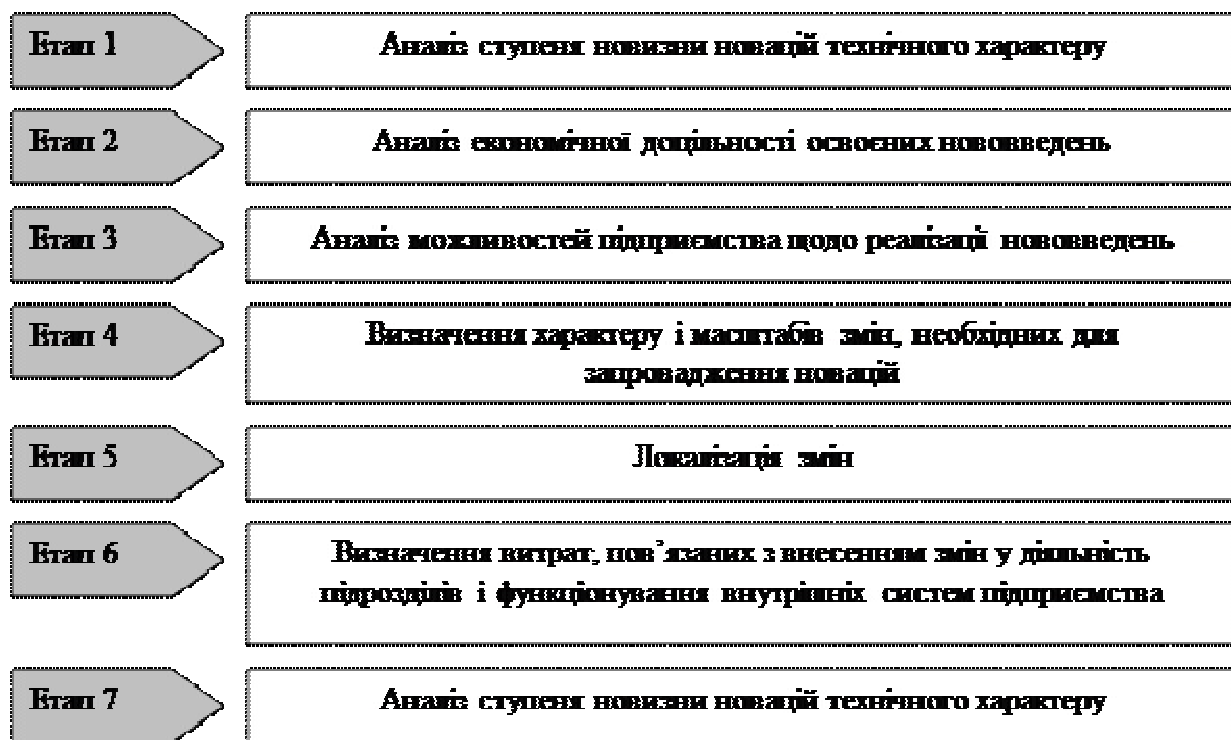 Етап 1
Аналіз ступеня новизни новацій технічного характеру
Етап 2
Аналіз економічної доцільності освоєних нововведень
Етап 3
Аналіз можливостей підприємства щодо реалізації нововведень
Етап 4
Визначення характеру і масштабів змін, необхідних для
запровадження новацій
Етап 5
Локалізація змін
Етап 6
Визначення витрат, пов’язаних з внесенням змін у діяльність
підрозділів і функціонування внутрішніх систем підприємства
Етап 7
Аналіз ступеня новизни новацій технічного характеру